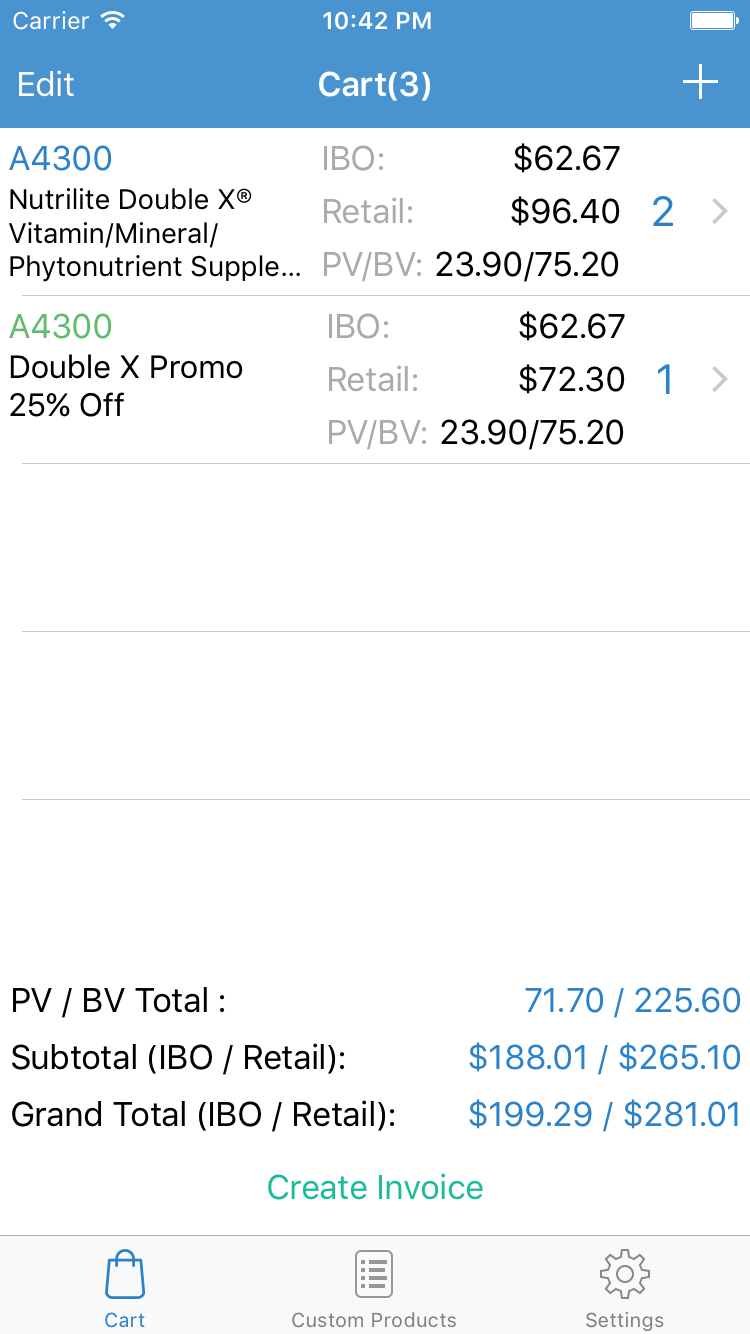 Carrier 10:42 PM
Edit Cart(3)
A4300 IBO: $62.67
Nutrilite Double X®
Vitamin/Mineral/ Retail: $96.40 2
Phytonutrient Supple... PV/BV: 23.90/75.20
A4300 IBO: $62.67
Double X Promo Retail: $72.30 1
25% Off PV/BV: 23.90/75.20
PV / BV Total : 71.70 / 225.60
Subtotal (IBO / Retail): $188.01 / $265.10
Grand Total (IBO / Retail): $199.29 / $281.01
Create Invoice
Cart Custom Products Settings